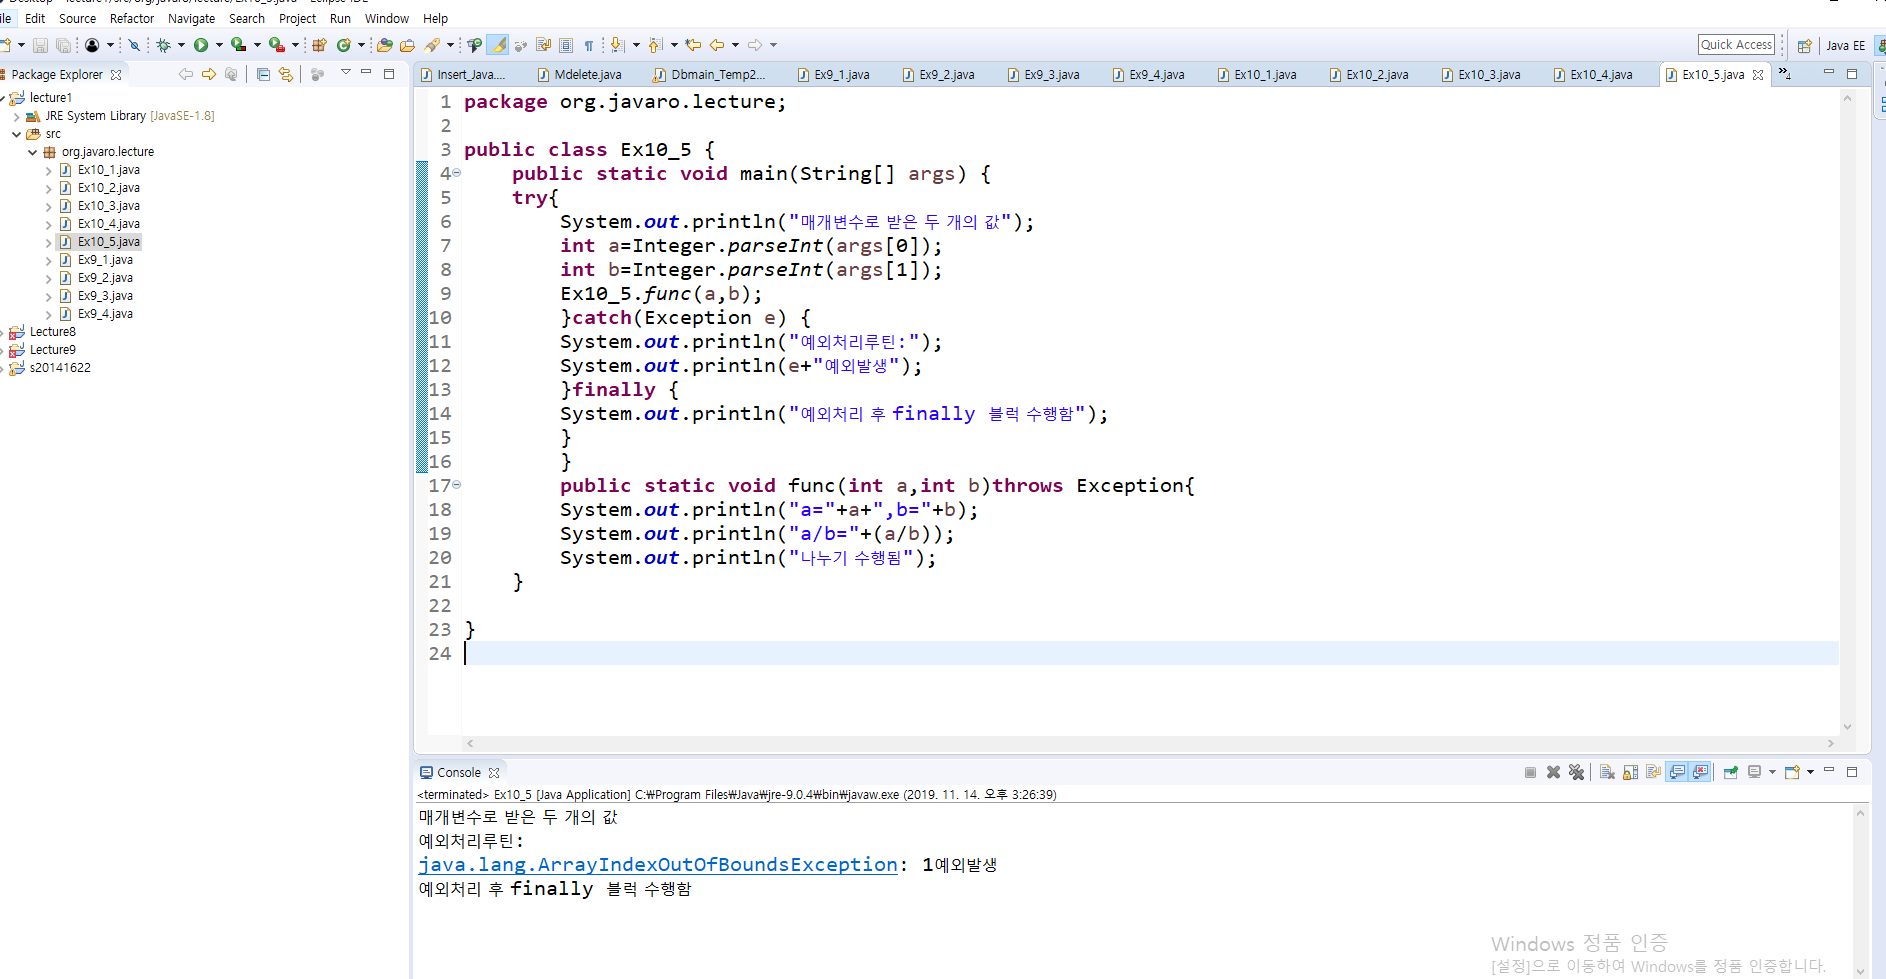 Edit Source Refactor Navigate Search Project Run Window Help
Quick Access
Java EE
Package Explorer
lecture1
JRE System Library [JavaSE-1.8]
src
org.javaro.lecture
Ex10_1.java
Ex10_2.java
Ex10_3.java
Ex10_4.java
Ex10_5.java
Ex9_1.java
Ex9_2.java
Ex9_3.java
Ex9_4.java
Lecture8
Lecture9
s20141622
Insert_Java.... Mdelete.java Dbmain_Temp2... Ex9_1.java Ex9_2.java Ex9_3.java Ex9_4.java Ex10_1.java Ex10_2.java Ex10_3.java Ex10_4.java Ex10_5.java »4
1 package org.javaro.lecture;
2
3 public class Ex10_5 {
4 public static void main(String[] args) {
5 try{
6 System.out.println("매개변수로 받은 두 개의 값");
7 int a=Integer.parseInt(args[0]);
8 int b=Integer.parseInt(args[1]);
9 Ex10_5.func(a,b);
10 }catch(Exception e) {
11 System.out.println("예외처리루틴:");
12 System.out.println(e+"예외발생");
13 }finally {
14 System.out.println("예외처리 후 finally 블럭 수행함");
15 }
16 }
17 public static void func(int a,int b)throws Exception{
18 System.out.println("a="+a+",b="+b);
19 System.out.println("a/b="+(a/b));
20 System.out.println("나누기 수행됨");
21 }
22
23 }
24
Console
<terminated> Ex10_5 [Java Application] C:₩Program Files₩Java₩jre-9.0.4₩bin₩javaw.exe (2019. 11. 14. 오후 3:26:39)
매개변수로 받은 두 개의 값
예외처리루틴:
java.lang.ArrayIndexOutOfBoundsException: 1예외발생
예외처리 후 finally 블럭 수행함
Windows 정품 인증
[설정]으로 이동하여 Windows를 정품 인증합니다.